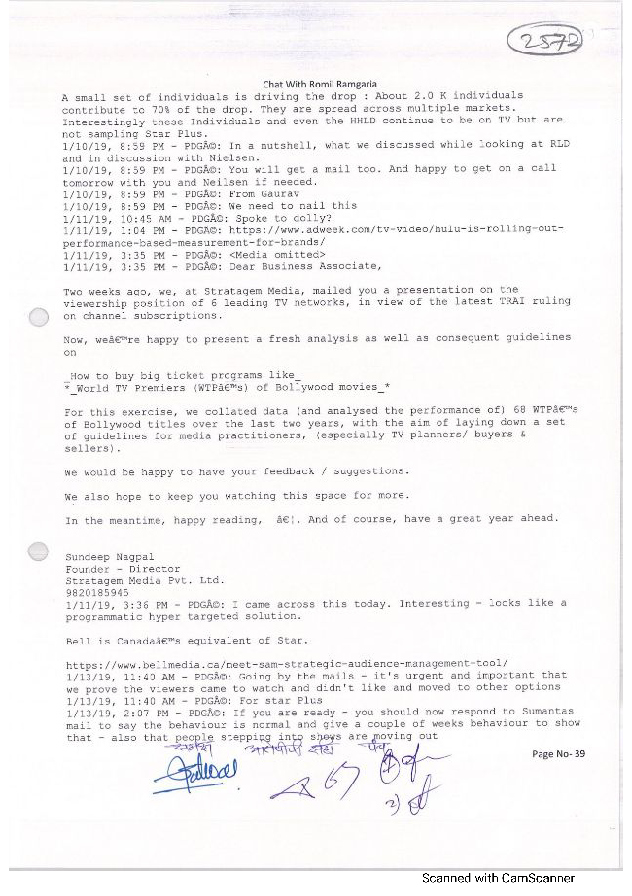 2572
Chat With Romil Ramgaria
A small set of individuals is driving the drop : About 2.0 K individuals
contribute to 70% of the drop. They are spread across multiple markets.
Interestingly these Individuals and even the HHLD continue to be on TV but are
not sampling Star Plus.
1/10/19, 8:59 PM - PDGÂ©: In a nutshell, what we discussed while looking at RLD
and in discussion with Nielsen.
1/10/19, 8:59 PM - PDGÂ©: You will get a mail too. And happy to get on a call
tomorrow with you and Neilsen if needed.
1/10/19, 8:59 PM - PDGÂ©: From Gaurav
1/10/19, 8:59 PM - PDGÂ©: We need to nail this
1/11/19, 10:45 AM - PDGÂ©: Spoke to dolly?
1/11/19, 1:04 PM - PDGÂ©: https://www.adweek.com/tv-video/hulu-is-rolling-out-
performance-based-measurement-for-brands/
1/11/19, 3:35 PM - PDGÂ©: <Media omitted>
1/11/19, 3:35 PM - PDGÂ©: Dear Business Associate,
Two weeks ago, we, at Stratagem Media, mailed you a presentation on the
viewership position of 6 leading TV networks, in view of the latest TRAI ruling
on channel subscriptions.
Now, weâ€™re happy to present a fresh analysis as well as consequent guidelines
on
_How to buy big ticket programs like_
*_World TV Premiers (WTPâ€™s) of Bollywood movies_*
For this exercise, we collated data (and analysed the performance of) 68 WTPâ€™s
of Bollywood titles over the last two years, with the aim of laying down a set
of guidelines for media practitioners, (especially TV planners/ buyers &
sellers).
We would be happy to have your feedback / suggestions.
We also hope to keep you watching this space for more.
In the meantime, happy reading, â€¦. And of course, have a great year ahead.
Sundeep Nagpal
Founder - Director
Stratagem Media Pvt. Ltd.
9820185945
1/11/19, 3:36 PM - PDGÂ©: I came across this today. Interesting - looks like a
programmatic hyper targeted solution.
Bell is Canadaâ€™s equivalent of Star.
https://www.bellmedia.ca/meet-sam-strategic-audience-management-tool/
1/13/19, 11:40 AM - PDGÂ©: Going by the mails - it's urgent and important that
we prove the viewers came to watch and didn't like and moved to other options
1/13/19, 11:40 AM - PDGÂ©: For star Plus
1/13/19, 2:07 PM - PDGÂ©: If you are ready - you should now respond to Sumantas
mail to say the behaviour is normal and give a couple of weeks behaviour to show
that - also that people stepping into shows are moving out
Page No- 39
Scanned with CamScanner